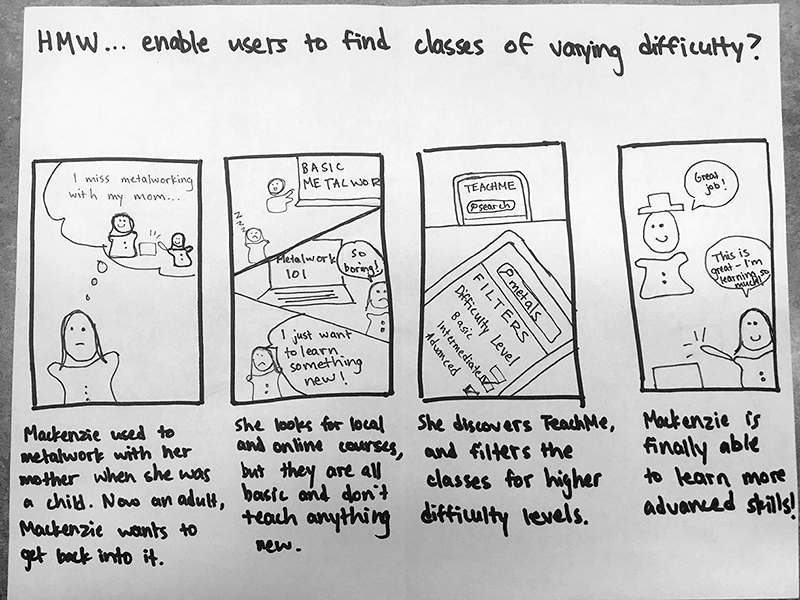 HMW... enable users to find classes of varying difficulty?
I miss metalworking
with my mom...
Mackenzie used to
metalwork with her
mother when she was
a child. Now an adult,
Mackenzie wants to
get back into it.
BASIC
METALWOR
zzz
Metalwork
101
So
boring!
I just want
to learn
something
new!
She looks for local
and online courses,
but they are all
basic and don't
teach anything
new.
TEACHME
search
metals
FILTERS
Difficulty Level
Basic
Intermediate
Advanced
She discovers TeachMe,
and filters the
classes for higher
difficulty levels.
Great
job!
This is
great - I'm
learning so
much!
Mackenzie is
finally able
to learn more
advanced skills!